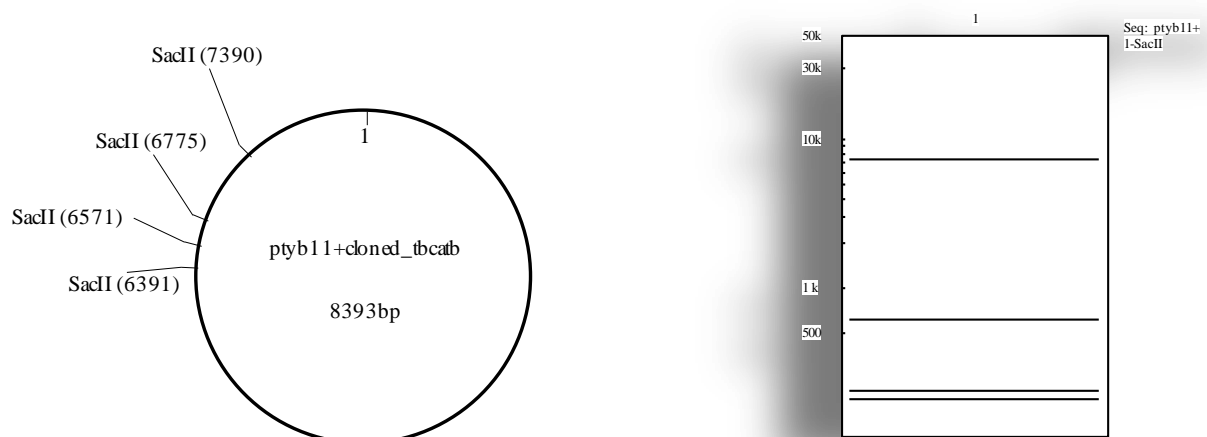 SacII (7390)
SacII (6775)
SacII (6571)
SacII (6391)
1
ptyb11+cloned_tbcatb
8393bp
1
Seq: ptyb11+
1-SacII
50k
30k
10k
1 k
500